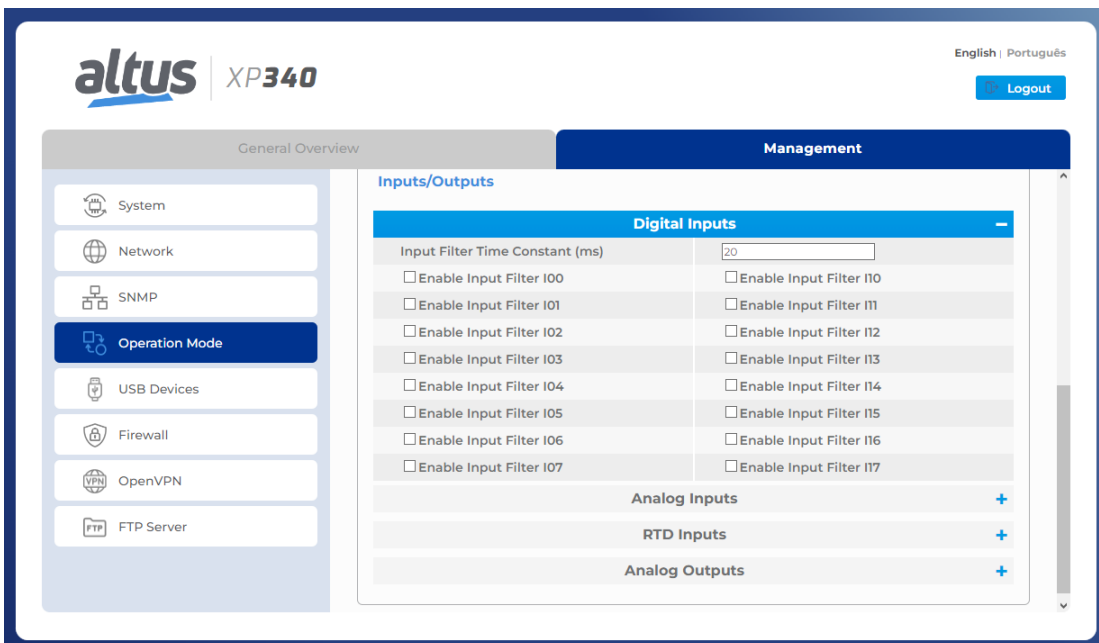 altus XP340
English | Português
Logout
General Overview
Management
System
Network
SNMP
Operation Mode
USB Devices
Firewall
VPN OpenVPN
FTP FTP Server
Inputs/Outputs
Digital Inputs −
Input Filter Time Constant (ms) 20
Enable Input Filter I00 Enable Input Filter I10
Enable Input Filter I01 Enable Input Filter I11
Enable Input Filter I02 Enable Input Filter I12
Enable Input Filter I03 Enable Input Filter I13
Enable Input Filter I04 Enable Input Filter I14
Enable Input Filter I05 Enable Input Filter I15
Enable Input Filter I06 Enable Input Filter I16
Enable Input Filter I07 Enable Input Filter I17
Analog Inputs +
RTD Inputs +
Analog Outputs +